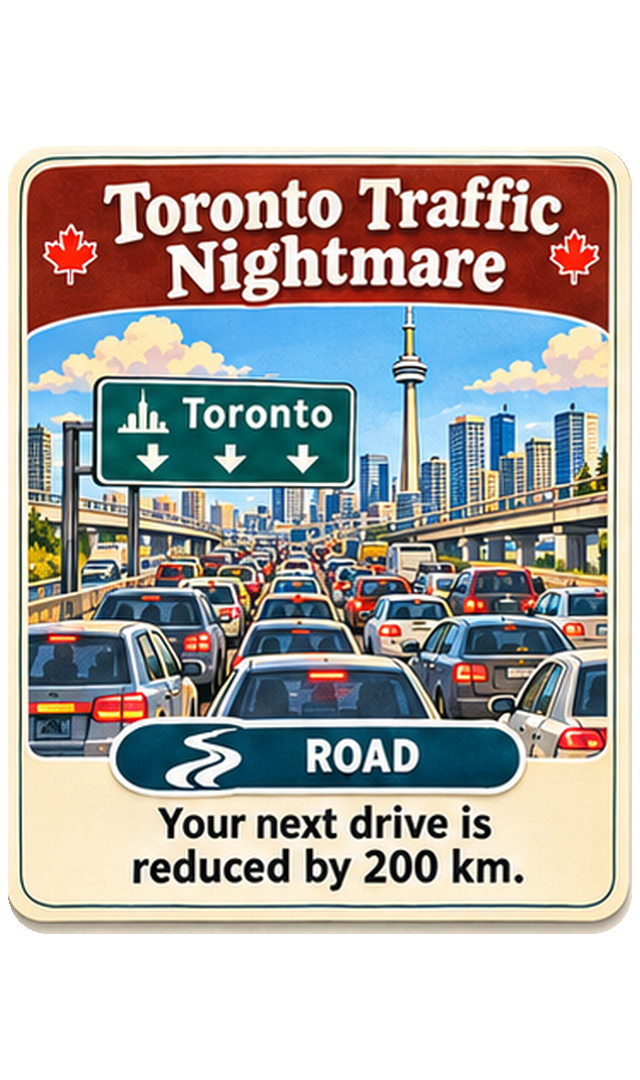 Toronto Traffic
Nightmare
Toronto
ROAD
Your next drive is
reduced by 200 km.